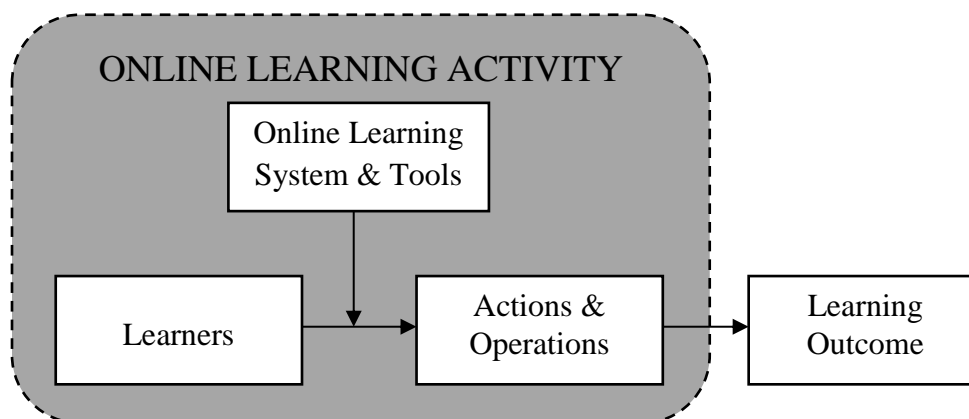 ONLINE LEARNING ACTIVITY
Online Learning
System & Tools
Learners
Actions &
Operations
Learning
Outcome